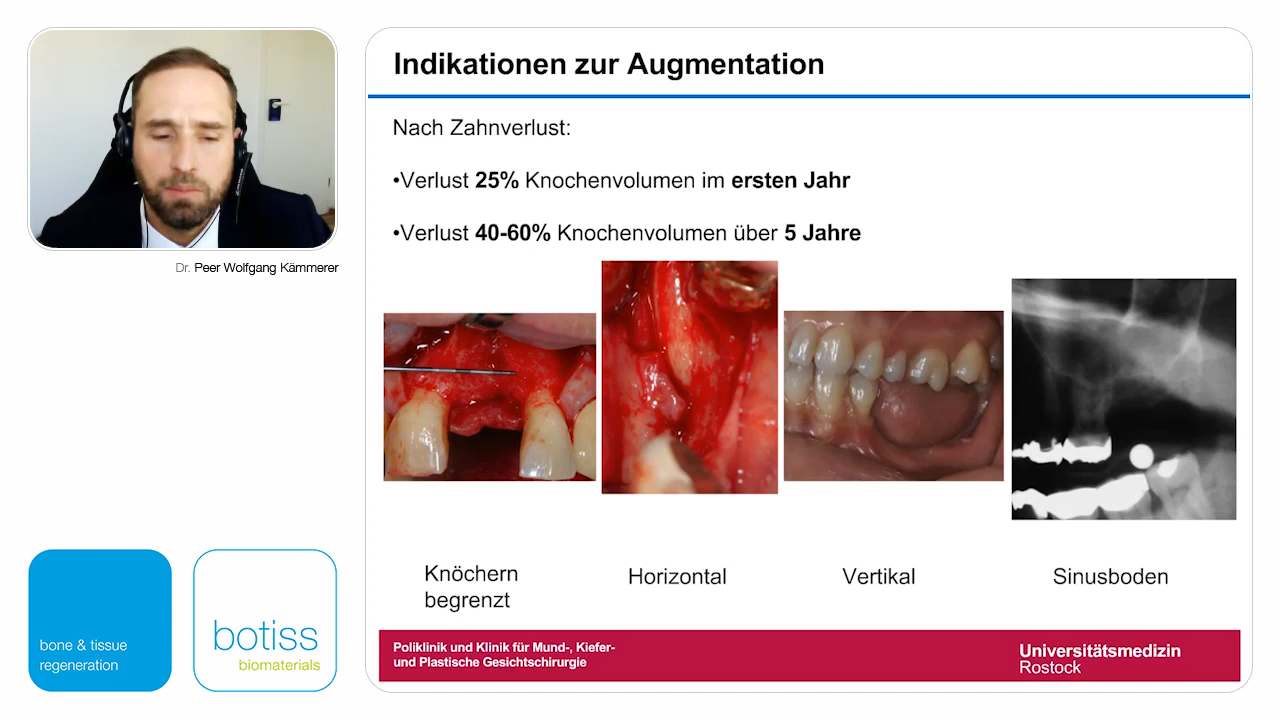 Indikationen zur Augmentation
Nach Zahnverlust:
•Verlust 25% Knochenvolumen im ersten Jahr
•Verlust 40-60% Knochenvolumen über 5 Jahre
Dr. Peer Wolfgang Kämmerer
Knöchern
begrenzt
Horizontal
Vertikal
Sinusboden
bone & tissue
regeneration
botiss
biomaterials
Poliklinik und Klinik für Mund-, Kiefer-
und Plastische Gesichtschirurgie
Universitätsmedizin
Rostock